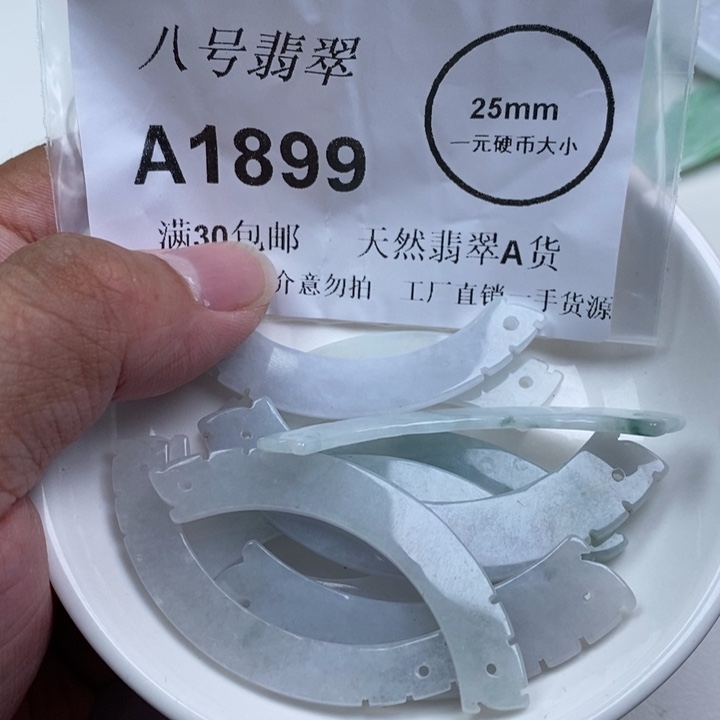 八号翡翠
A1899
25mm
一元硬币大小
满30包邮 天然翡翠A货
介意勿拍 工厂直销一手货源